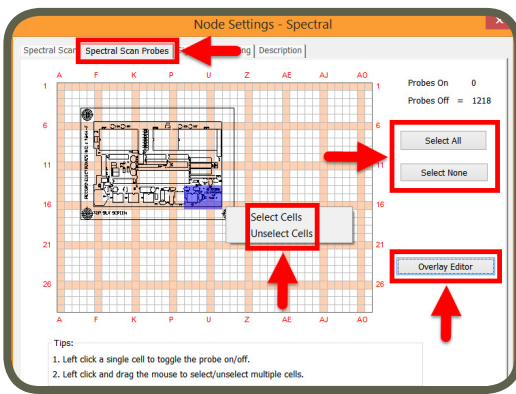 Node Settings - Spectral
Spectral Scan Spectral Scan Probes Description
A F K P U Z AE AJ AO
1 1 Probes On 0
Probes Off = 1218
6 6
Select All
11 11
Select None
16 16
Select Cells
Unselect Cells
21 21
Overlay Editor
26 26
A F K P U Z AE AJ AO
Tips:
1. Left click a single cell to toggle the probe on/off.
2. Left click and drag the mouse to select/unselect multiple cells.